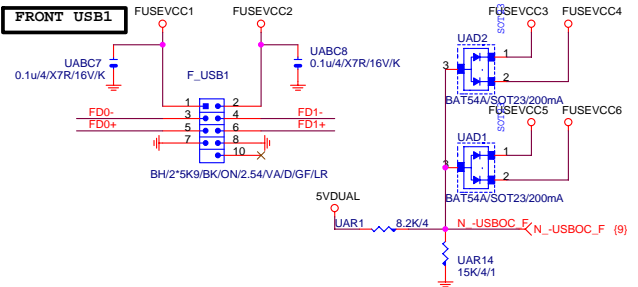 FRONT USB1
FUSEVCC1
FUSEVCC2
FUSEVCC3
FUSEVCC4
SOT23
UABC7
0.1u/4/X7R/16V/K
UABC8
0.1u/4/X7R/16V/K
UAD2
1
2
3
BAT54A/SOT23/200mA
F_USB1
1
2
3
4
5
6
7
8
10
FD0-
FD0+
FD1-
FD1+
BH/2*5K9/BK/ON/2.54/VA/D/GF/LR
SOT23
FUSEVCC5
FUSEVCC6
UAD1
1
2
3
BAT54A/SOT23/200mA
5VDUAL
UAR1
8.2K/4
N_-USBOC_F
N_-USBOC_F {9}
UAR14
15K/4/1